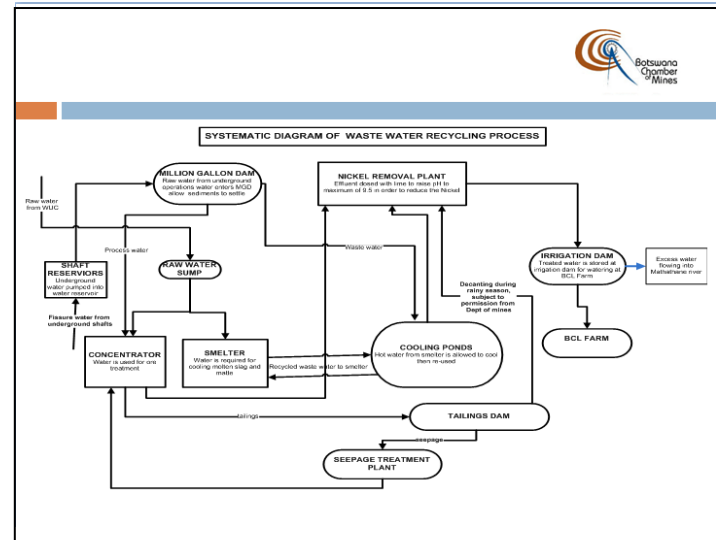 Botswana
Chamber
of Mines
SYSTEMATIC DIAGRAM OF WASTE WATER RECYCLING PROCESS
MILLION GALLON DAM
Raw water from underground
operations water enters MGD
allow sediments to settle
NICKEL REMOVAL PLANT
Effluent dosed with lime to raise pH to
maximum of 9.5 in order to reduce the Nickel
Raw water
from WUC
Process water
Waste water
SHAFT
RESERVIORS
Underground
water pumped into
water reservoir
RAW WATER
SUMP
IRRIGATION DAM
Treated water is stored at
irrigation dam for watering at
BCL Farm
Excess water
flowing into
Mathathane river
Decanting during
rainy season,
subject to
permission from
Dept of mines
Fissure water from
underground shafts
BCL FARM
CONCENTRATOR
Water is used for ore
treatment
SMELTER
Water is required for
cooling molten slag and
matte
Recycled waste water to smelter
COOLING PONDS
Hot water from smelter is allowed to cool
then re-used
tailings
TAILINGS DAM
seepage
SEEPAGE TREATMENT
PLANT